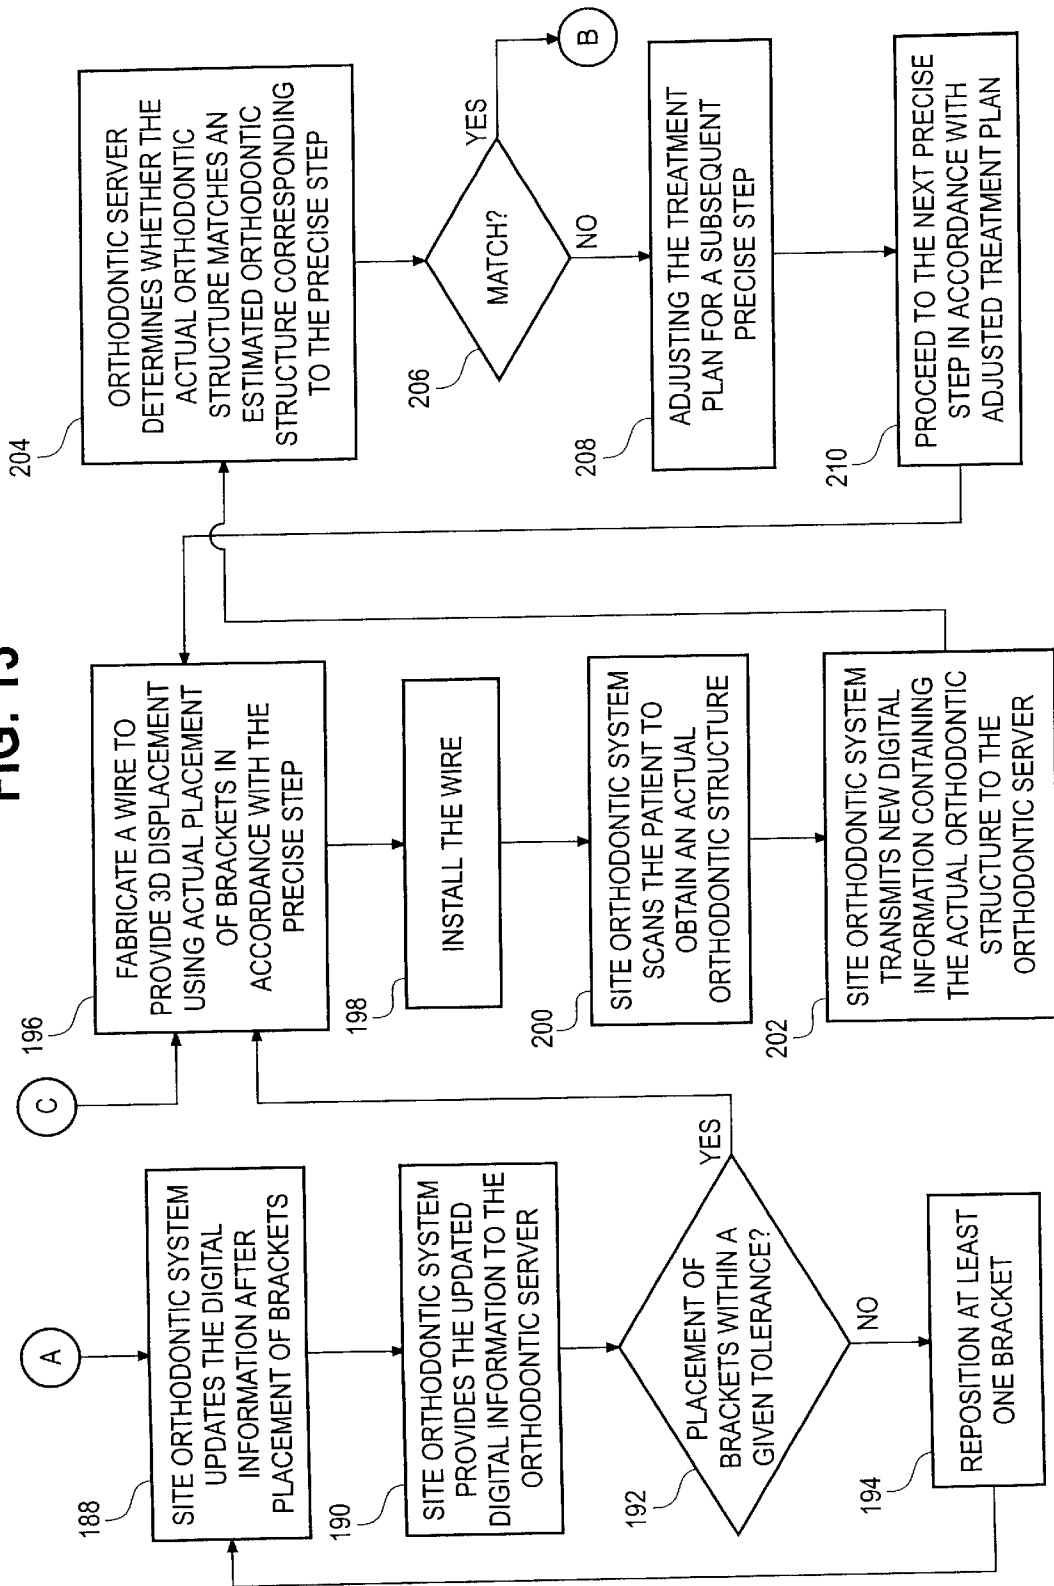 FIG.
A
188
SITE ORTHODONTIC SYSTEM
UPDATES THE DIGITAL
INFORMATION AFTER
PLACEMENT OF BRACKETS
190
SITE ORTHODONTIC SYSTEM
PROVIDES THE UPDATED
DIGITAL INFORMATION TO THE
ORTHODONTIC SERVER
192
PLACEMENT OF
BRACKETS WITHIN A
GIVEN TOLERANCE?
YES
NO
194
REPOSITION AT LEAST
ONE BRACKET
C
196
FABRICATE A WIRE TO
PROVIDE 3D DISPLACEMENT
USING ACTUAL PLACEMENT
OF BRACKETS IN
ACCORDANCE WITH THE
PRECISE STEP
198
INSTALL THE WIRE
200
SITE ORTHODONTIC SYSTEM
SCANS THE PATIENT TO
OBTAIN AN ACTUAL
ORTHODONTIC STRUCTURE
202
SITE ORTHODONTIC SYSTEM
TRANSMITS NEW DIGITAL
INFORMATION CONTAINING
THE ACTUAL ORTHODONTIC
STRUCTURE TO THE
ORTHODONTIC SERVER
204
ORTHODONTIC SERVER
DETERMINES WHETHER THE
ACTUAL ORTHODONTIC
STRUCTURE MATCHES AN
ESTIMATED ORTHODONTIC
STRUCTURE CORRESPONDING
TO THE PRECISE STEP
206
MATCH?
YES
B
NO
208
ADJUSTING THE TREATMENT
PLAN FOR A SUBSEQUENT
PRECISE STEP
210
PROCEED TO THE NEXT PRECISE
STEP IN ACCORDANCE WITH
ADJUSTED TREATMENT PLAN